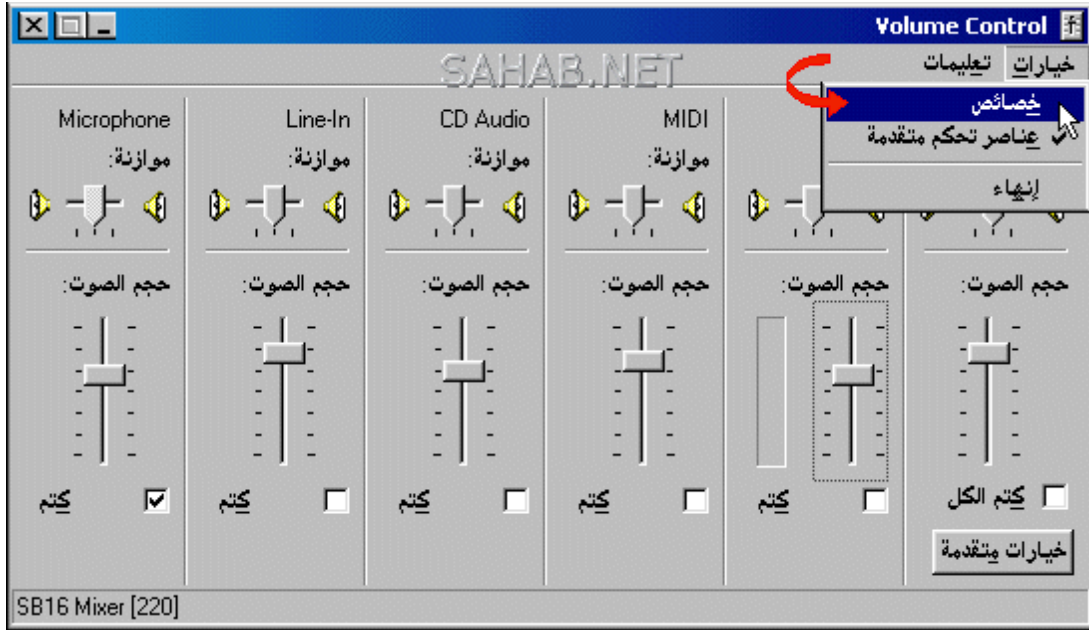 Volume Control
خيارات تعليمات
SAHAB.NET
خصائص
عناصر تحكم متقدمة
إنهاء
Microphone Line-In CD Audio MIDI
موازنة: موازنة: موازنة: موازنة:
حجم الصوت: حجم الصوت: حجم الصوت: حجم الصوت: حجم الصوت: حجم الصوت:
كتم الكل كتم كتم كتم كتم كتم
خيارات متقدمة
SB16 Mixer [220]